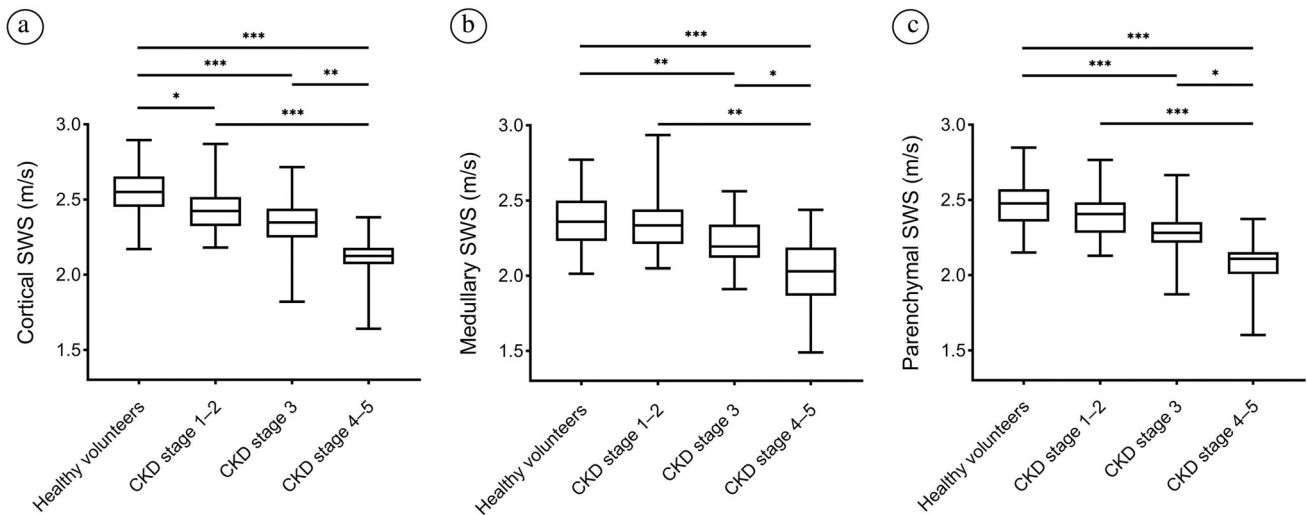 a
***
***
**
*
***
3.0
2.5
2.0
1.5
Cortical SWS (m/s)
Healthy volunteers
CKD stage 1–2
CKD stage 3
CKD stage 4–5
b
***
**
*
**
3.0
2.5
2.0
1.5
Medullary SWS (m/s)
Healthy volunteers
CKD stage 1–2
CKD stage 3
CKD stage 4–5
c
***
***
*
***
3.0
2.5
2.0
1.5
Parenchymal SWS (m/s)
Healthy volunteers
CKD stage 1–2
CKD stage 3
CKD stage 4–5